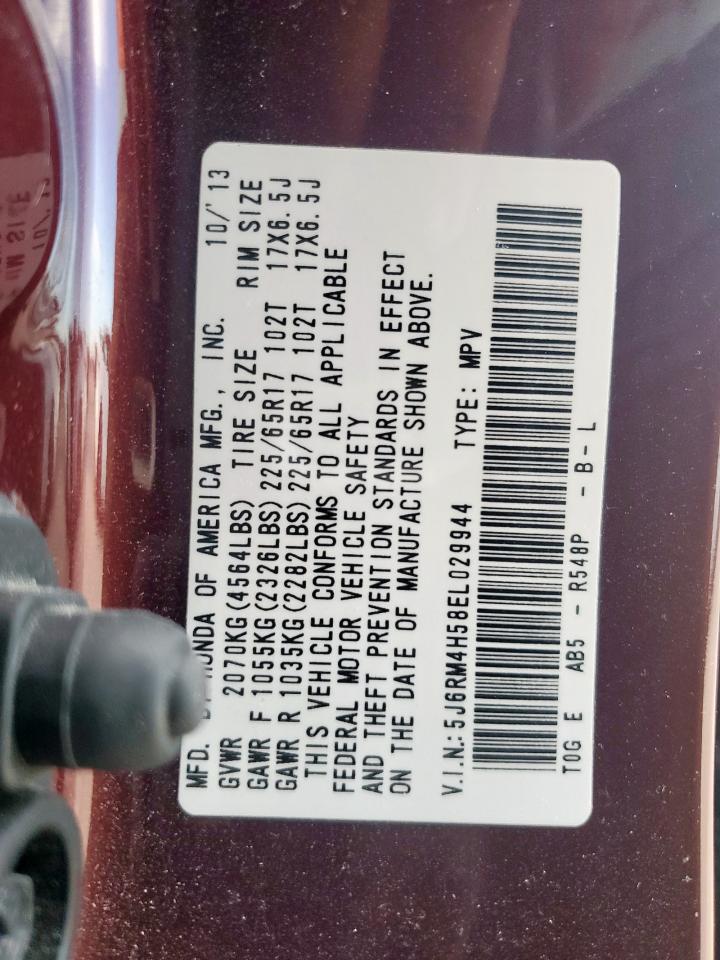 MFD. HONDA OF AMERICA MFG., INC. 10/'13
GVWR 2070KG(4564LBS) TIRE SIZE RIM SIZE
GAWR F 1055KG(2326LBS) 225/65R17 102T 17X6.5J
GAWR R 1035KG(2282LBS) 225/65R17 102T 17X6.5J
THIS VEHICLE CONFORMS TO ALL APPLICABLE
FEDERAL MOTOR VEHICLE SAFETY
AND THEFT PREVENTION STANDARDS IN EFFECT
ON THE DATE OF MANUFACTURE SHOWN ABOVE.
V.I.N.: 5J6RM4H58EL029944 TYPE: MPV
T0G E AB5 - R548P - B - L